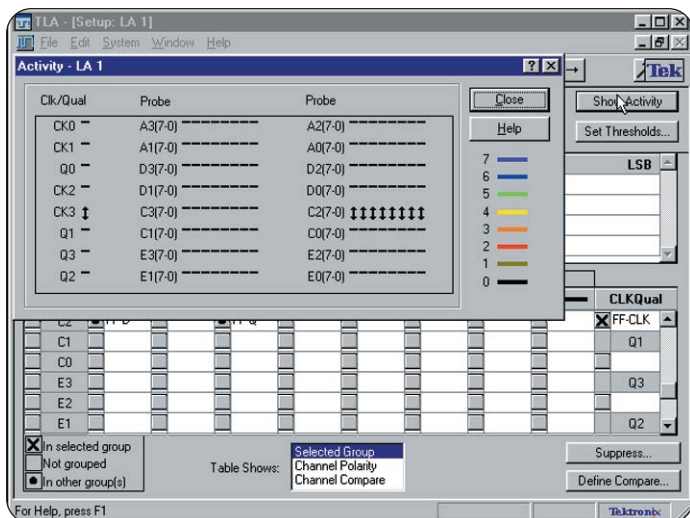 TLA - [Setup: LA 1]
File Edit System Window Help
Activity - LA 1
Tek
Clk/Qual Probe Probe
Close
Show Activity
CK0 A3(7-0) A2(7-0)
Help
Set Thresholds...
CK1 A1(7-0) A0(7-0)
Q0 D3(7-0) D2(7-0)
7
LSB
CK2 D1(7-0) D0(7-0)
6
5
CK3 C3(7-0) C2(7-0)
4
Q1 C1(7-0) C0(7-0)
3
Q3 E3(7-0) E2(7-0)
2
1
Q2 E1(7-0) E0(7-0)
0
CLKQual
C2 FF-D FF-Q FF-CLK
C1 Q1
C0
E3 Q3
E2
E1 Q2
In selected group
Not grouped
In other group(s)
Table Shows:
Selected Group
Channel Polarity
Channel Compare
Suppress...
Define Compare...
For Help, press F1
Tektronix